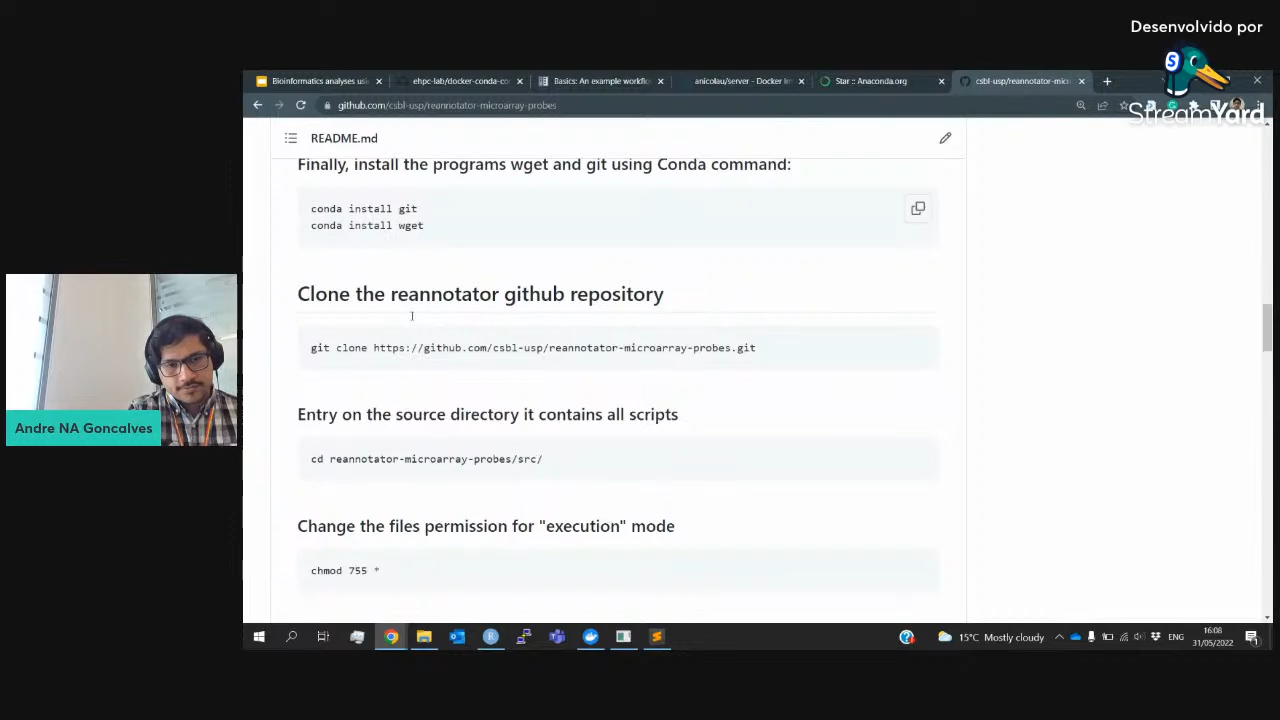 Desenvolvido por
S
StreamYard
Bioinformatics analyses usi
ehpc-lab/docker-conda-co
Basics: An example workflo
anicolau/server - Docker Im
Star :: Anaconda.org
csbl-usp/reannotator-mic
github.com/csbl-usp/reannotator-microarray-probes
README.md
Finally, install the programs wget and git using Conda command:
conda install git
conda install wget
Clone the reannotator github repository
git clone https://github.com/csbl-usp/reannotator-microarray-probes.git
Entry on the source directory it contains all scripts
cd reannotator-microarray-probes/src/
Change the files permission for "execution" mode
chmod 755 *
Andre NA Goncalves
15°C Mostly cloudy
ENG
16:08
31/05/2022